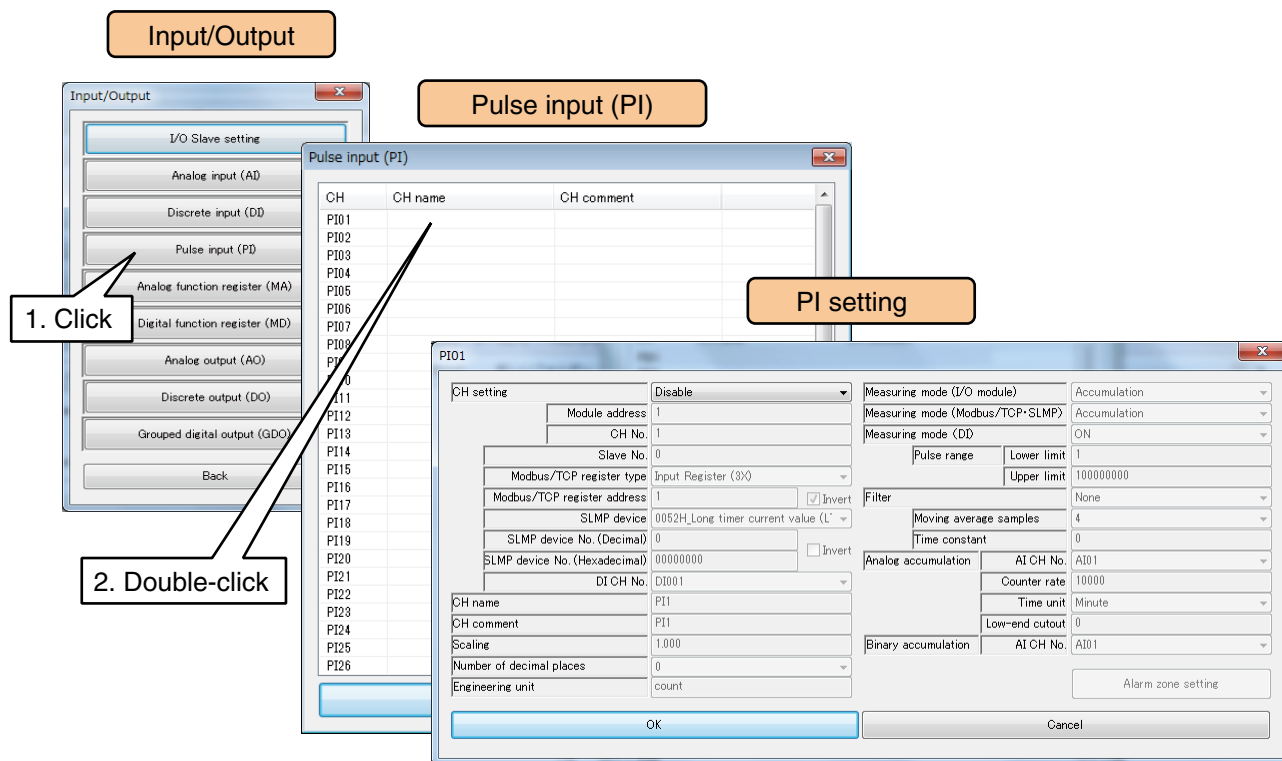 Input/Output
Input/Output
I/O Slave setting
Analog input (AI)
Discrete input (DI)
Pulse input (PI)
Analog function register (MA)
Digital function register (MD)
Analog output (AO)
Discrete output (DO)
Grouped digital output (GDO)
Back
1. Click
Pulse input (PI)
Pulse input (PI)
CH CH name CH comment
PI01
PI02
PI03
PI04
PI05
PI06
PI07
PI08
PI11
PI12
PI13
PI14
PI15
PI16
PI17
PI18
PI19
PI20
PI21
PI22
PI23
PI24
PI25
PI26
2. Double-click
PI setting
PI01
CH setting Disable
Module address 1
CH No. 1
Slave No. 0
Modbus/TCP register type Input Register (3X)
Modbus/TCP register address 1 Invert
SLMP device 0052H_Long timer current value (L
SLMP device No. (Decimal) 0
Invert
SLMP device No. (Hexadecimal) 00000000
DI CH No. DI001
CH name PI1
CH comment PI1
Scaling 1.000
Number of decimal places 0
Engineering unit count
Measuring mode (I/O module) Accumulation
Measuring mode (Modbus/TCP・SLMP) Accumulation
Measuring mode (DI) ON
Pulse range Lower limit 1
Upper limit 100000000
Filter None
Moving average samples 4
Time constant 0
Analog accumulation AI CH No. AI01
Counter rate 10000
Time unit Minute
Low-end cutout 0
Binary accumulation AI CH No. AI01
Alarm zone setting
OK
Cancel